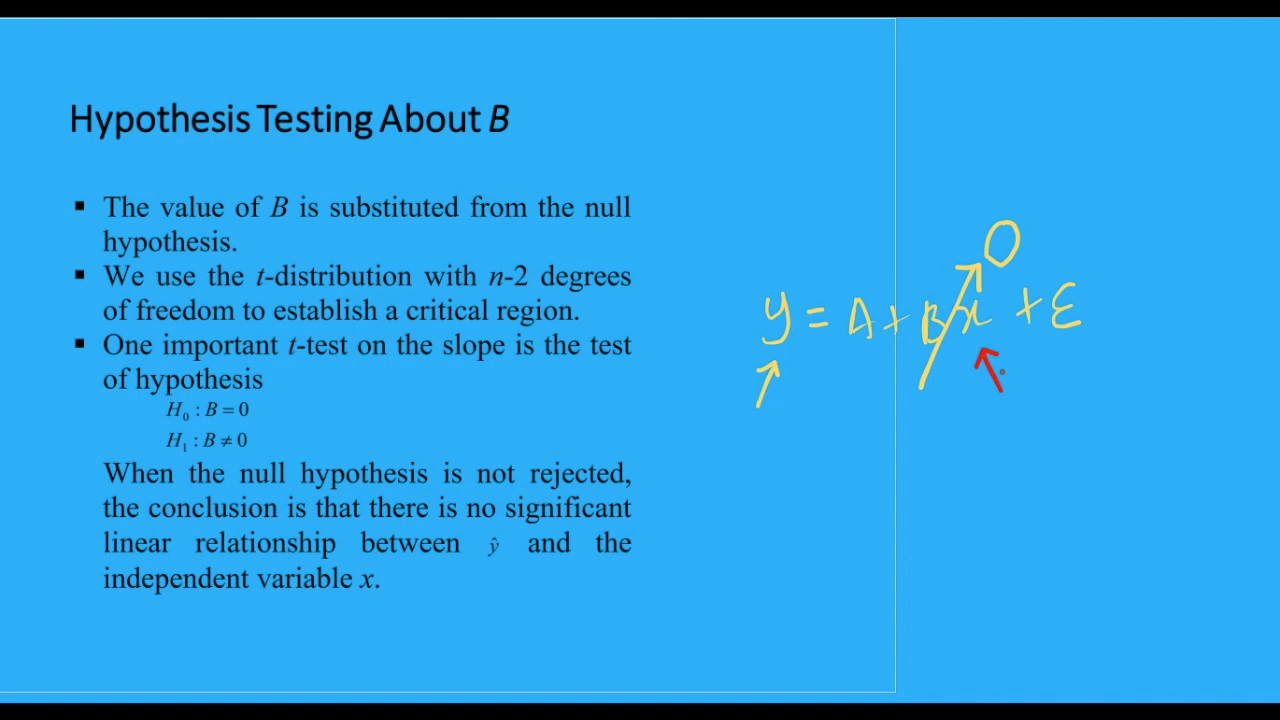 Hypothesis Testing About B
▪ The value of B is substituted from the null
hypothesis.
▪ We use the t-distribution with n-2 degrees
of freedom to establish a critical region.
▪ One important t-test on the slope is the test
of hypothesis
H₀ : B = 0
H₁ : B ≠ 0
When the null hypothesis is not rejected,
the conclusion is that there is no significant
linear relationship between ŷ and the
independent variable x.
0
y = A + Bx + ε